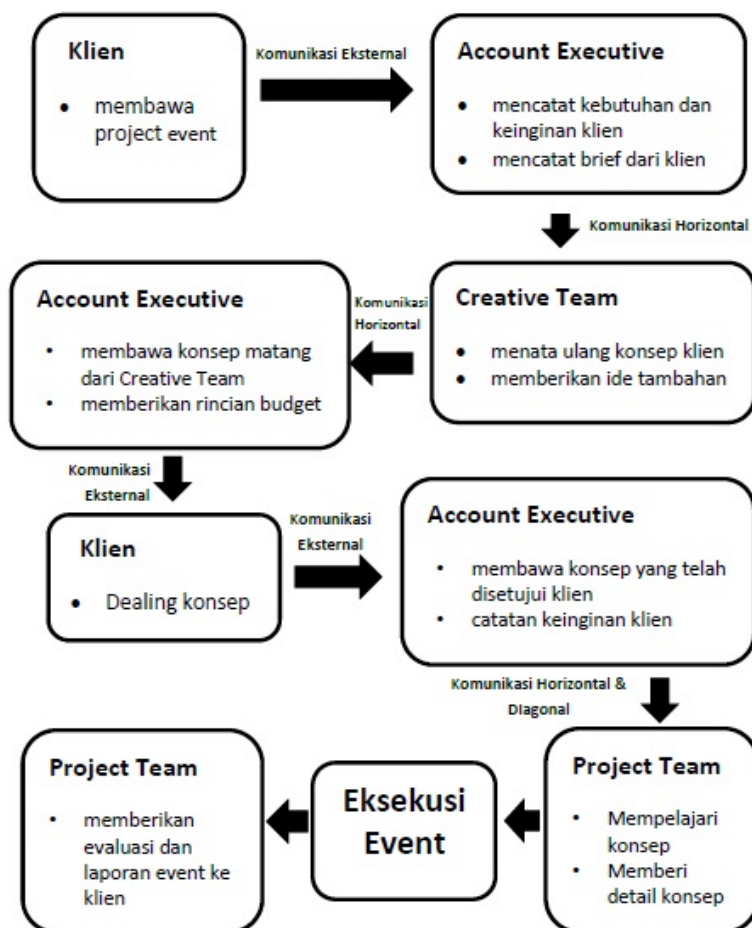 Klien
• membawa
project event
Komunikasi Eksternal
Account Executive
• mencatat kebutuhan dan
keinginan klien
• mencatat brief dari klien
Komunikasi Horizontal
Creative Team
• menata ulang konsep klien
• memberikan ide tambahan
Komunikasi
Horizontal
Account Executive
• membawa konsep matang
dari Creative Team
• memberikan rincian budget
Komunikasi
Eksternal
Klien
• Dealing konsep
Komunikasi
Eksternal
Account Executive
• membawa konsep yang telah
disetujui klien
• catatan keinginan klien
Komunikasi Horizontal &
DIagonal
Project Team
• Mempelajari
konsep
• Memberi
detail konsep
Eksekusi
Event
Project Team
• memberikan
evaluasi dan
laporan event ke
klien